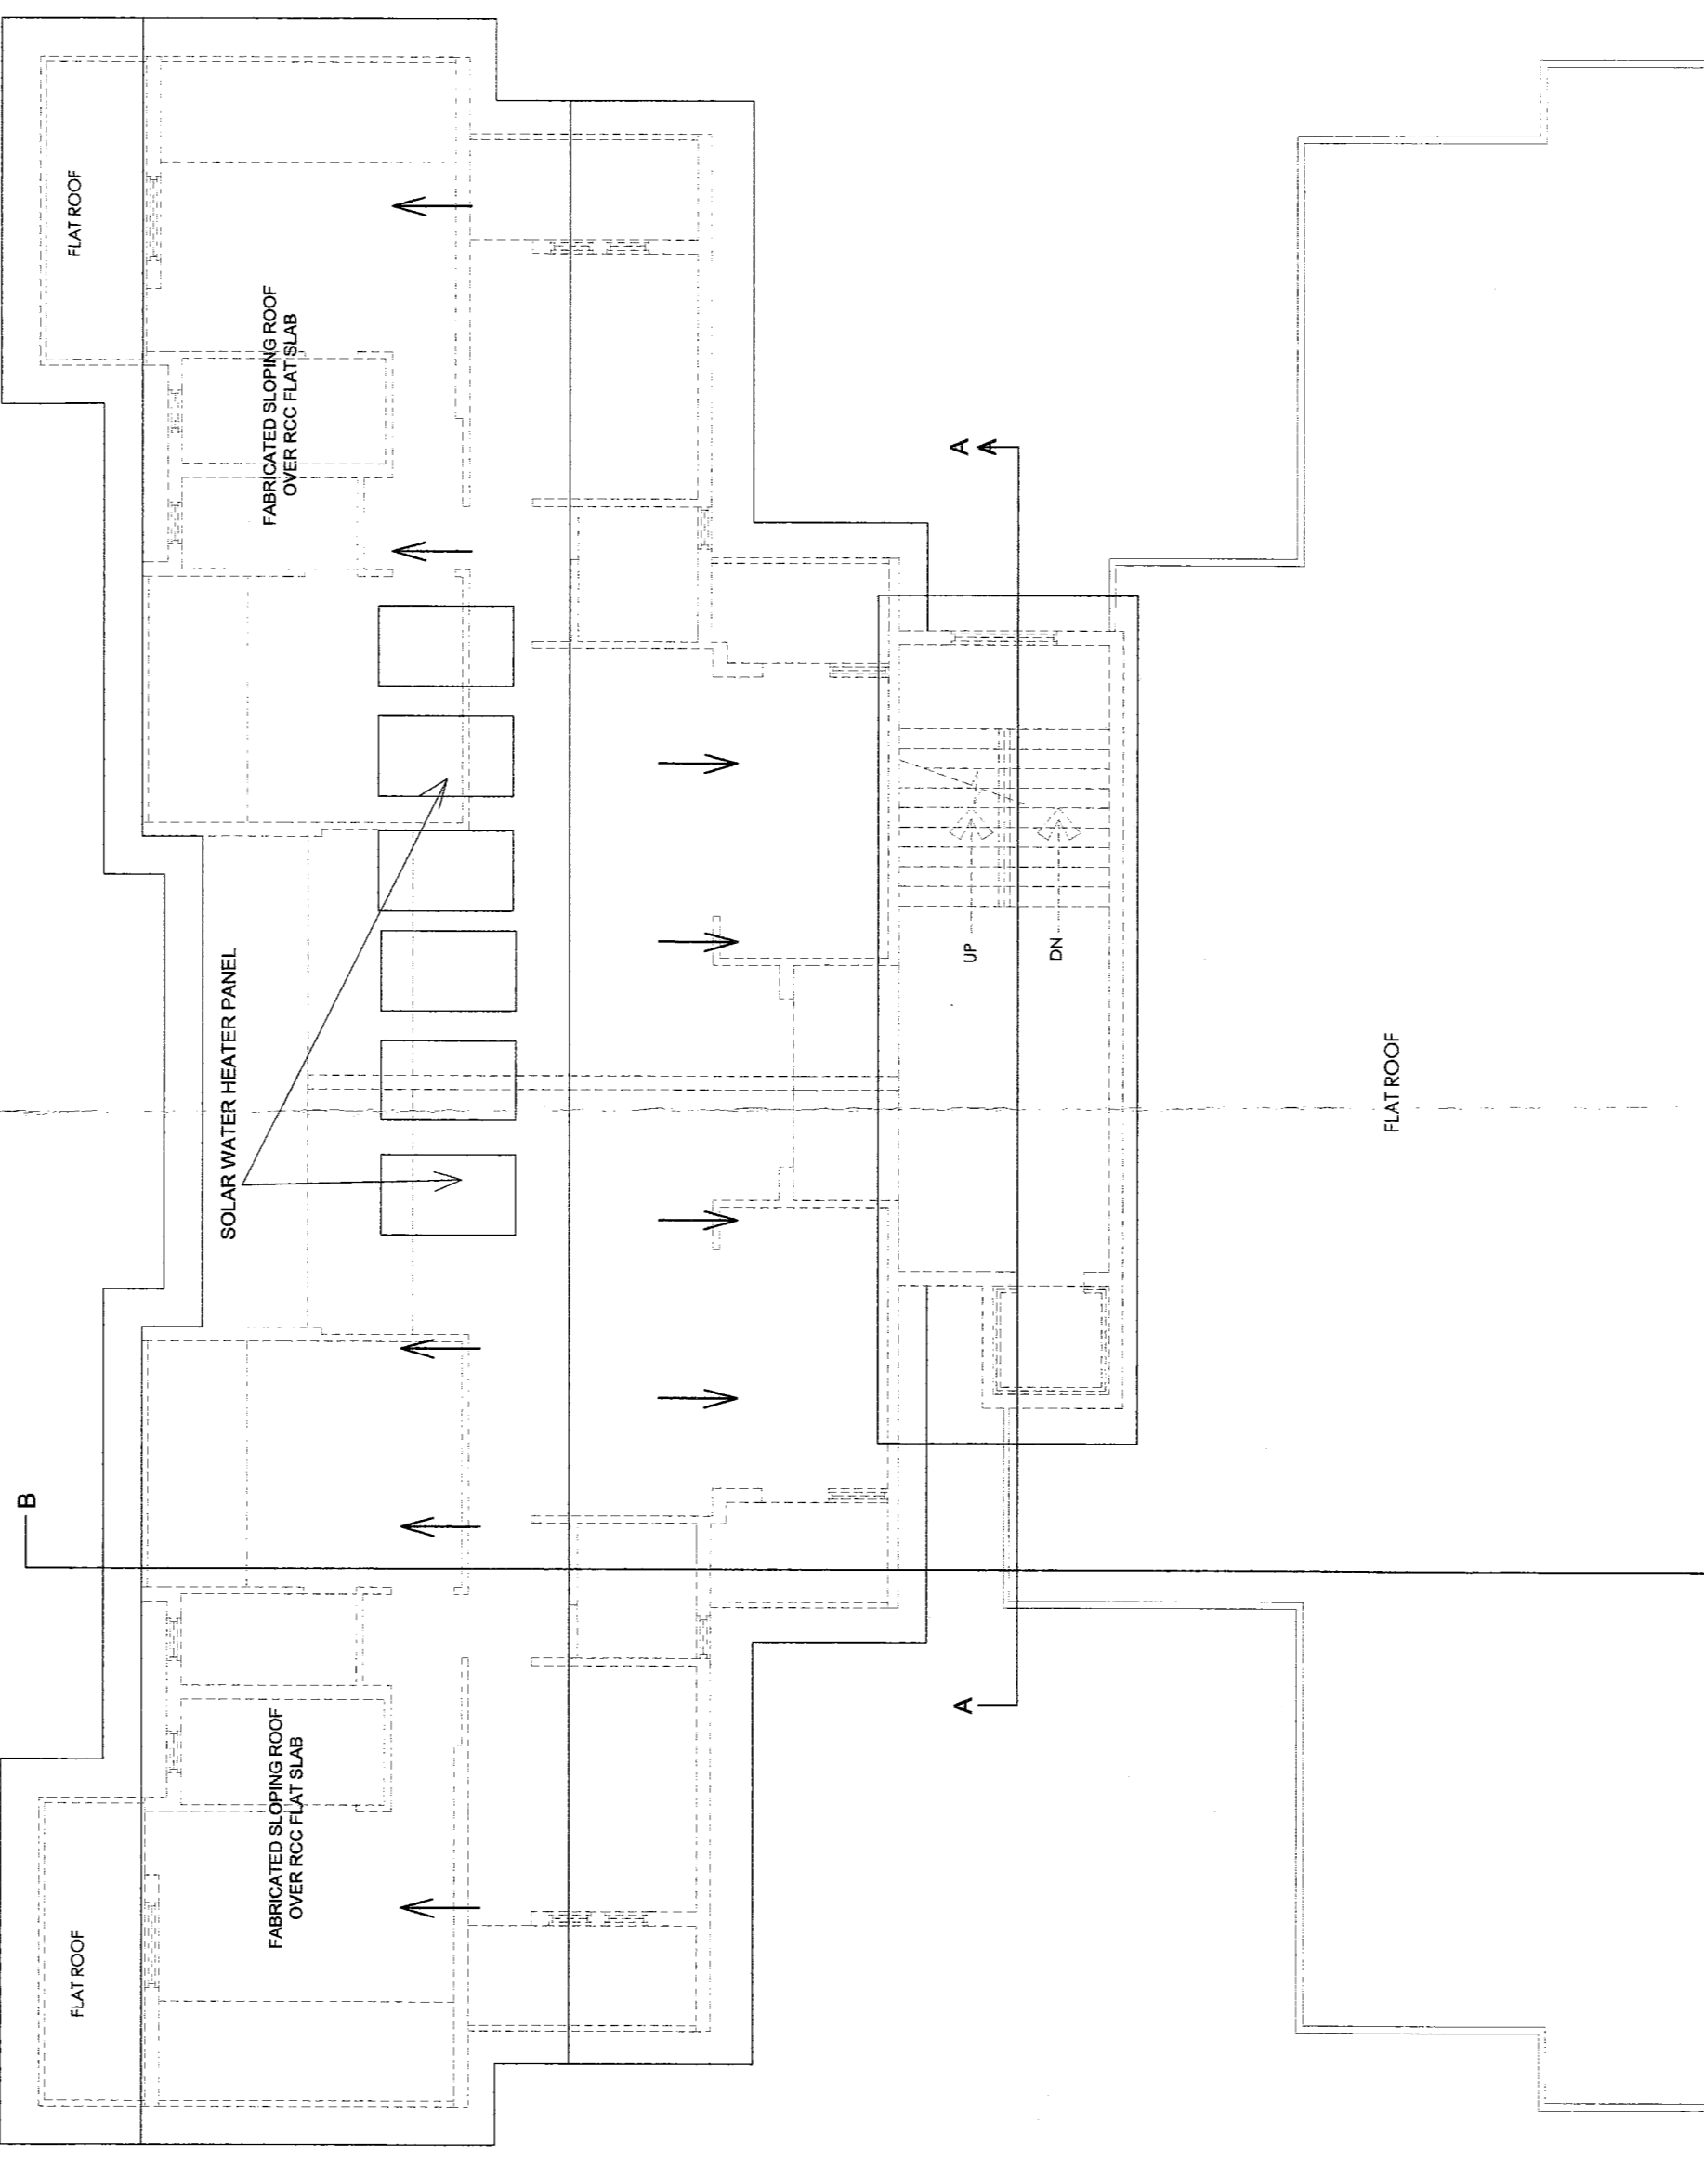 FLAT ROOF
FABRICATED SLOPING ROOF
OVER RCC FLAT SLAB
SOLAR WATER HEATER PANEL
B
FLAT ROOF
FABRICATED SLOPING ROOF
OVER RCC FLAT SLAB
A
A
UP
DN
A
FLAT ROOF